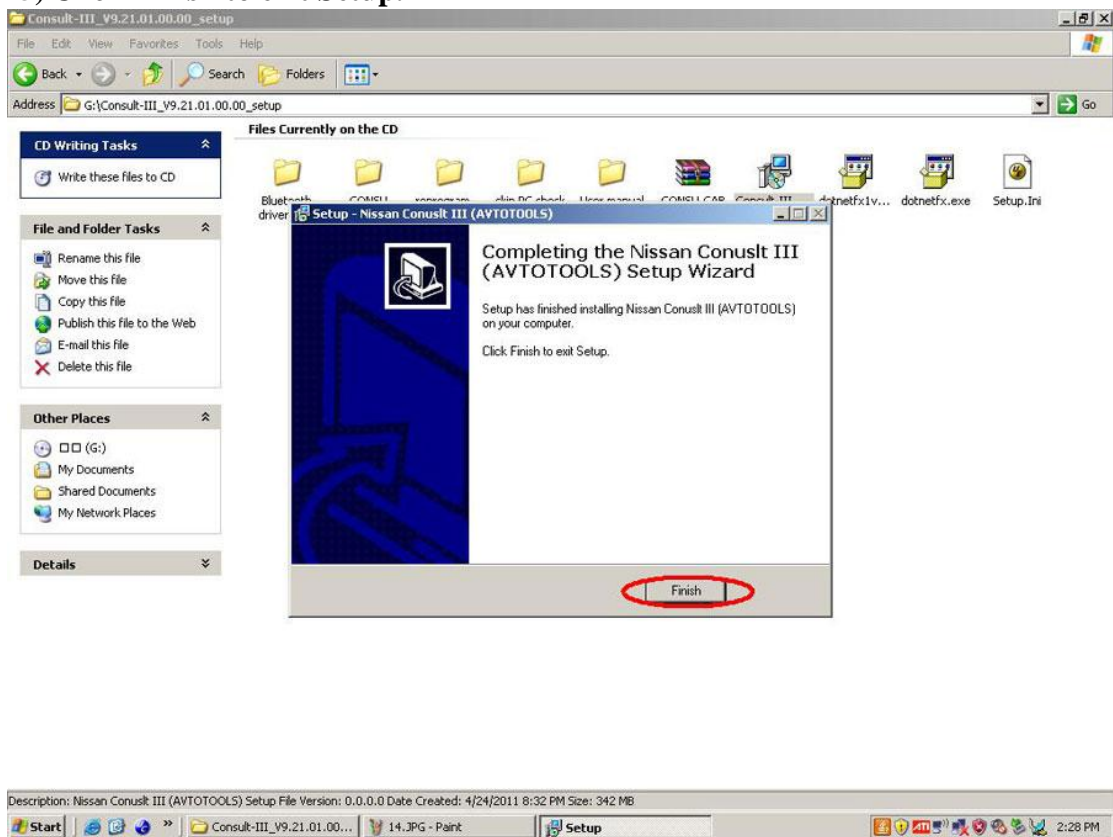 Consult-III_V9.21.01.00.00_setup
File Edit View Favorites Tools Help
Back Search Folders
Address G:\Consult-III_V9.21.01.00.00_setup Go
Files Currently on the CD
CD Writing Tasks
Write these files to CD
File and Folder Tasks
Rename this file
Move this file
Copy this file
Publish this file to the Web
E-mail this file
Delete this file
Other Places
(G:)
My Documents
Shared Documents
My Network Places
Details
driver
dotnetfx1v... dotnetfx.exe Setup.Ini
Setup - Nissan Conuslt III (AVTOTOOLS)
Completing the Nissan Conuslt III
(AVTOTOOLS) Setup Wizard
Setup has finished installing Nissan Conuslt III (AVTOTOOLS)
on your computer.
Click Finish to exit Setup.
Finish
Description: Nissan Conuslt III (AVTOTOOLS) Setup File Version: 0.0.0.0 Date Created: 4/24/2011 8:32 PM Size: 342 MB
Start Consult-III_V9.21.01.00... 14.JPG - Paint Setup 2:28 PM